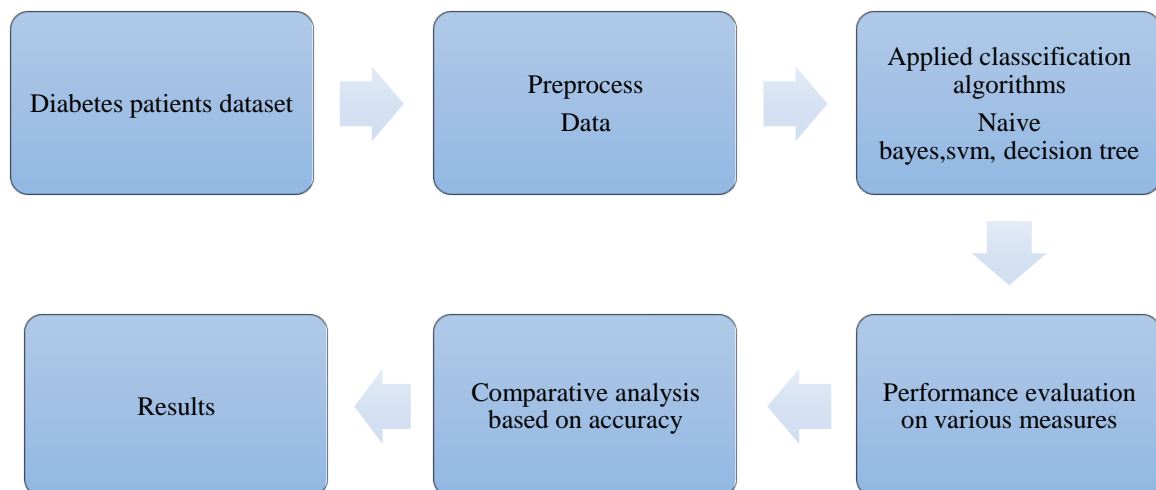 Diabetes patients dataset
Preprocess
Data
Applied classcification
algorithms
Naive
bayes,svm, decision tree
Performance evaluation
on various measures
Comparative analysis
based on accuracy
Results